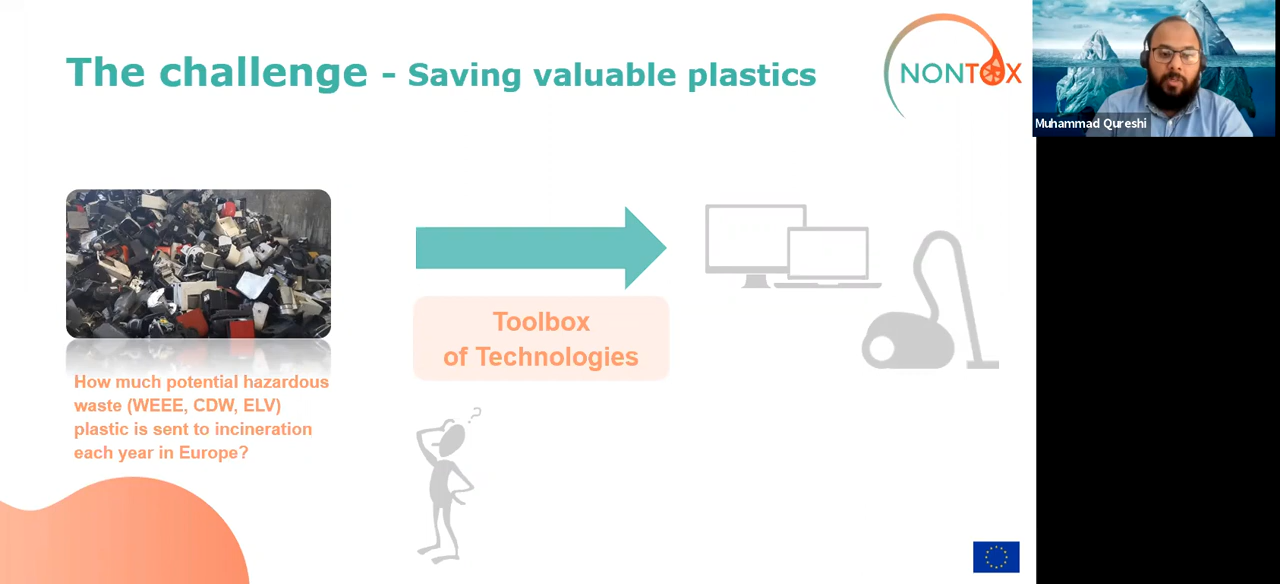 The challenge - Saving valuable plastics
NONTOX
Muhammad Qureshi
Toolbox
of Technologies
How much potential hazardous
waste (WEEE, CDW, ELV)
plastic is sent to incineration
each year in Europe?
?